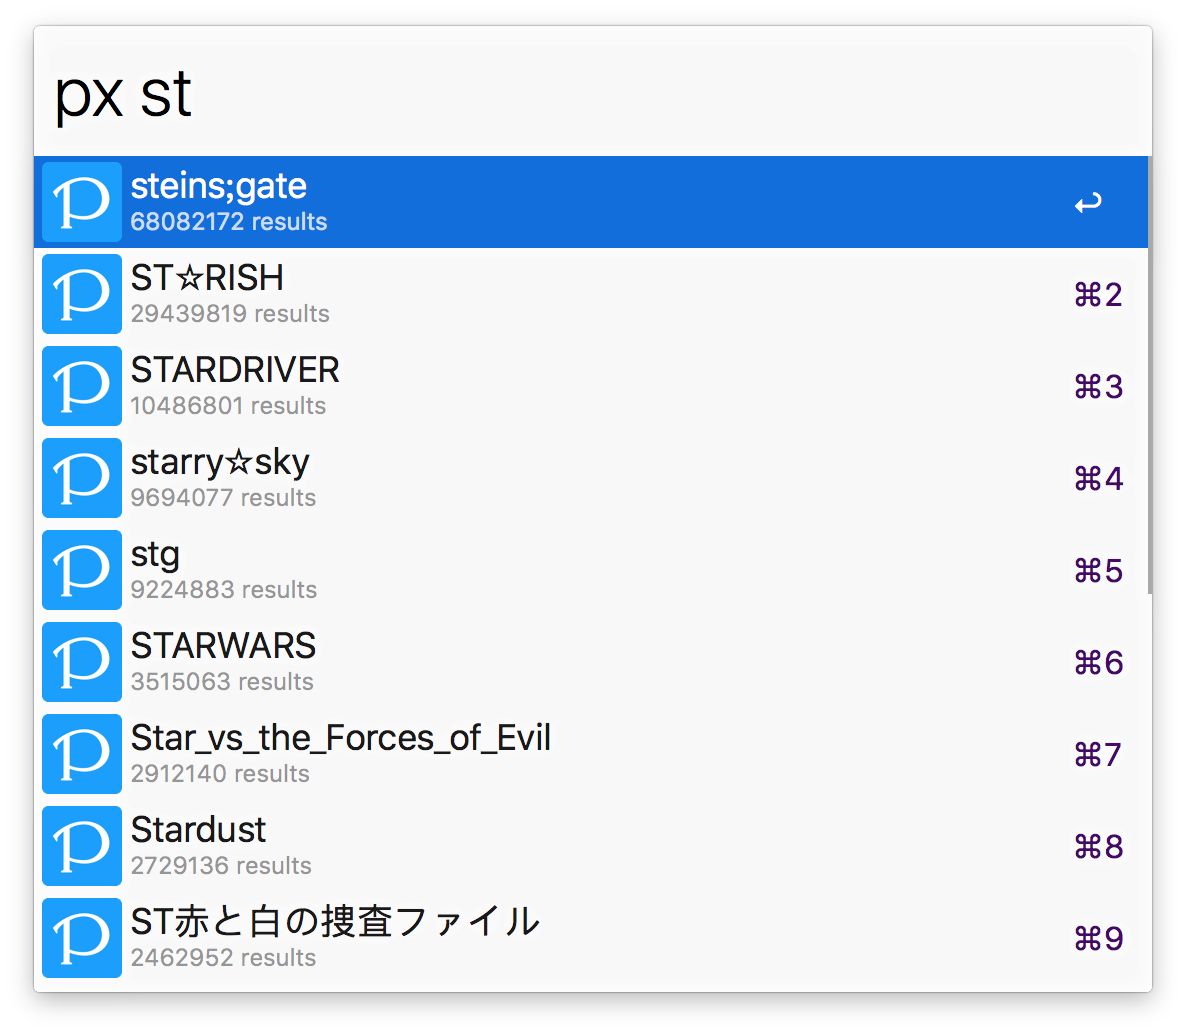 px st
steins;gate
68082172 results
ST☆RISH
29439819 results
⌘2
STARDRIVER
10486801 results
⌘3
starry☆sky
9694077 results
⌘4
stg
9224883 results
⌘5
STARWARS
3515063 results
⌘6
Star_vs_the_Forces_of_Evil
2912140 results
⌘7
Stardust
2729136 results
⌘8
ST赤と白の捜査ファイル
2462952 results
⌘9